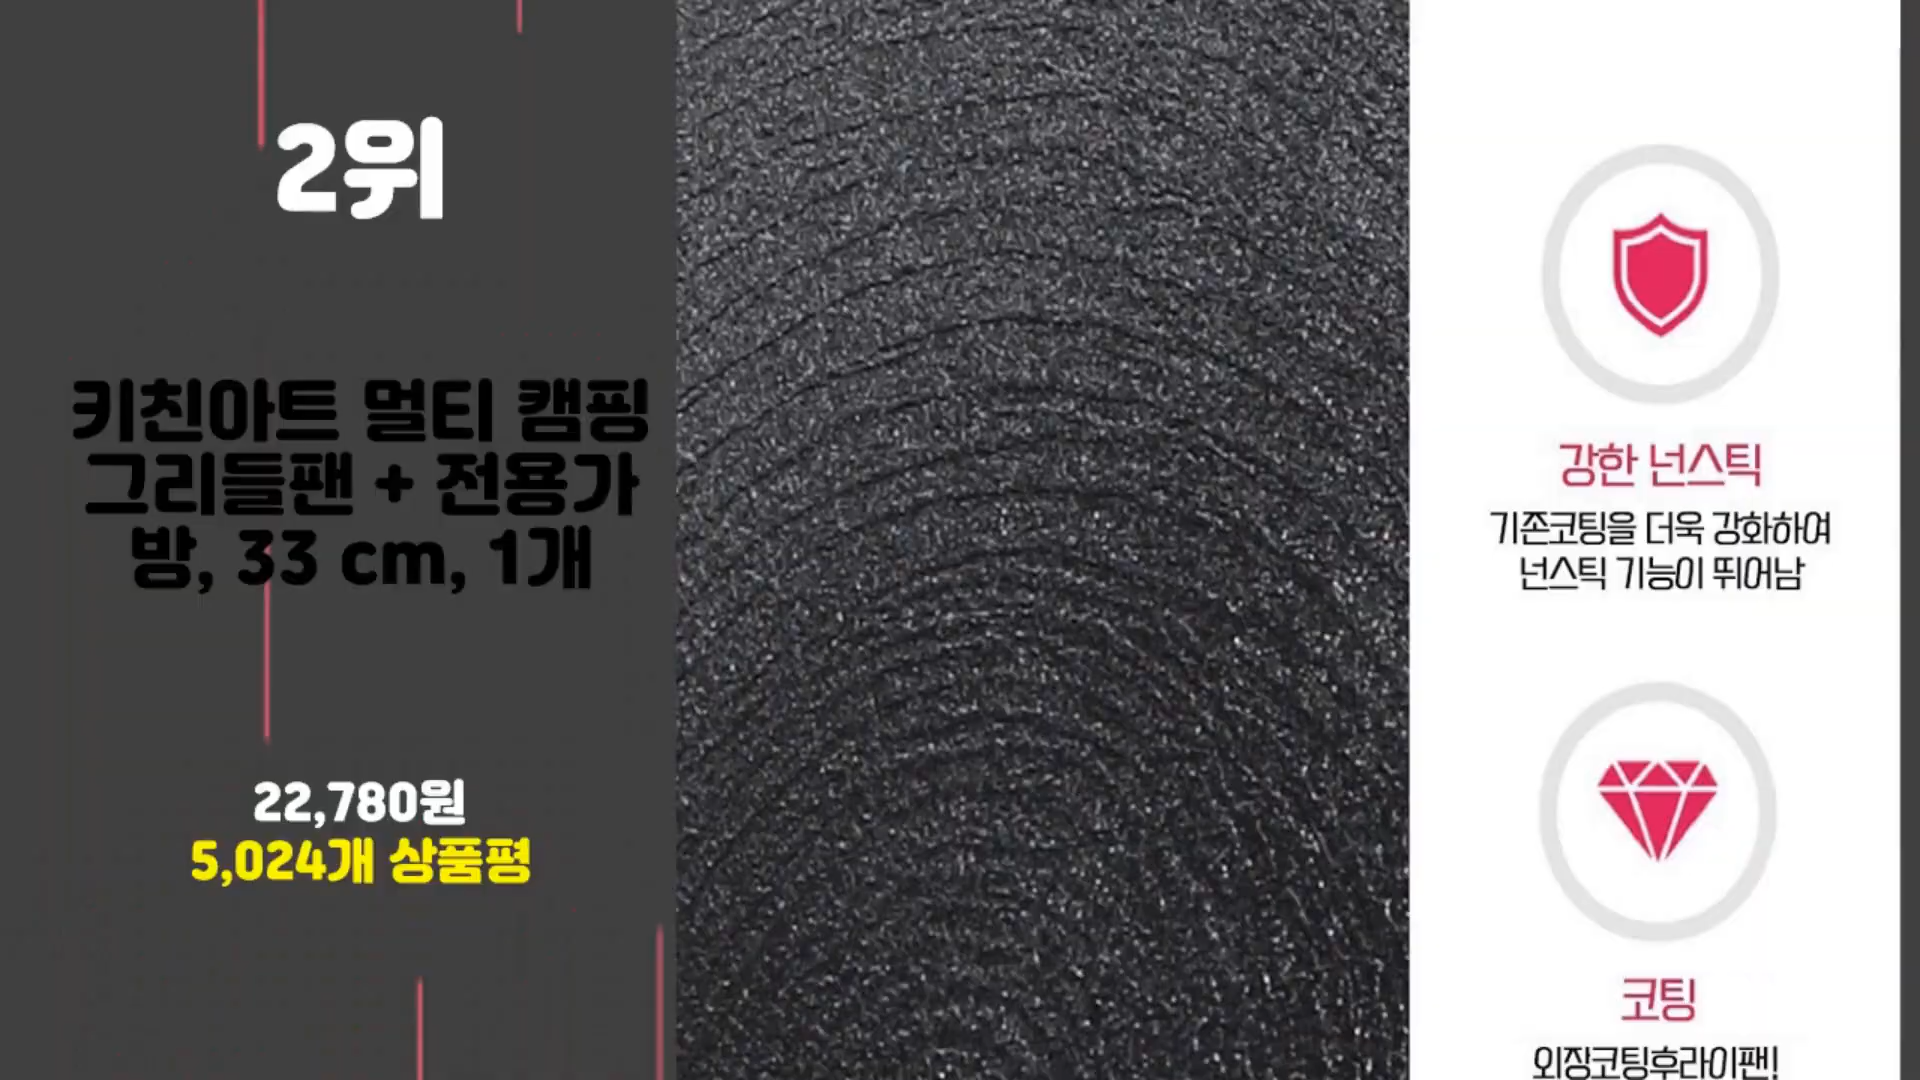 2위
키친아트 멀티 캠핑
그리들팬 + 전용가
방, 33 cm, 1개
22,780원
5,024개 상품평
강한 넌스틱
기존코팅을 더욱 강화하여
넌스틱 기능이 뛰어남
코팅
외장코팅후라이팬!